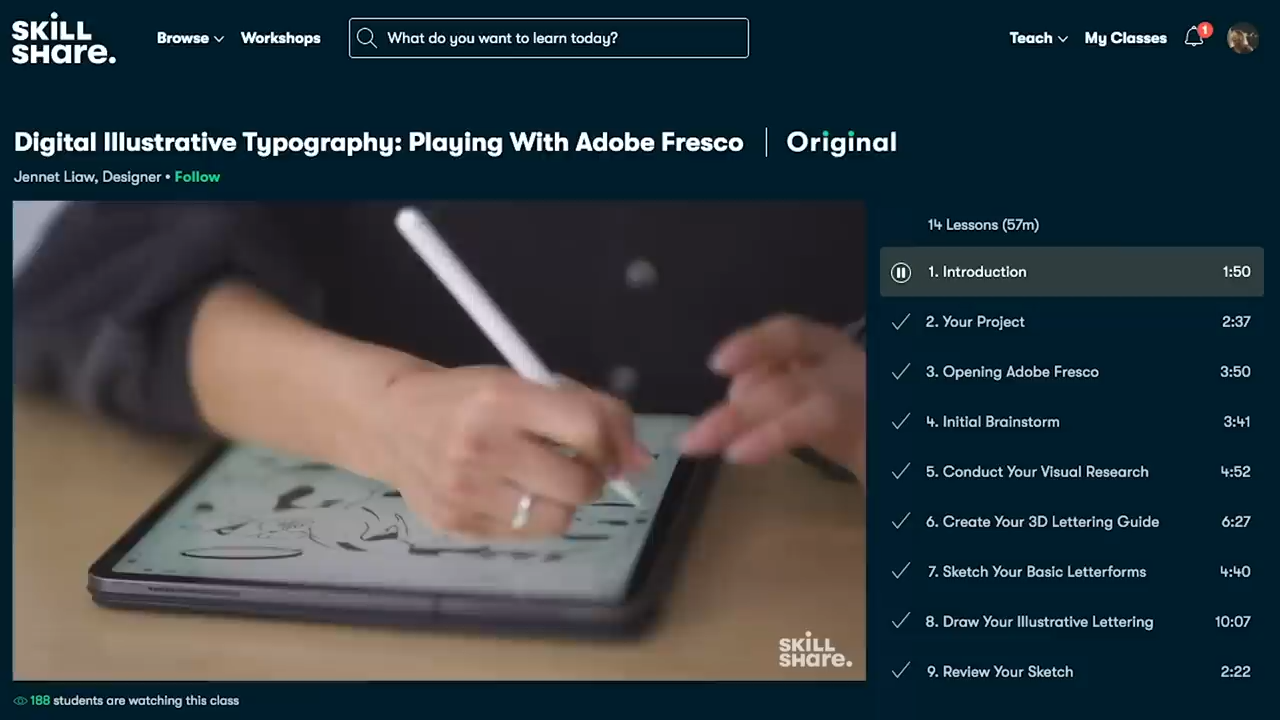 SKILL
SHare.
Browse
Workshops
What do you want to learn today?
Teach
My Classes
1
Digital Illustrative Typography: Playing With Adobe Fresco | Original
Jennet Liaw, Designer • Follow
14 Lessons (57m)
1. Introduction 1:50
2. Your Project 2:37
3. Opening Adobe Fresco 3:50
4. Initial Brainstorm 3:41
5. Conduct Your Visual Research 4:52
6. Create Your 3D Lettering Guide 6:27
7. Sketch Your Basic Letterforms 4:40
8. Draw Your Illustrative Lettering 10:07
9. Review Your Sketch 2:22
SKILL
SHare.
188 students are watching this class